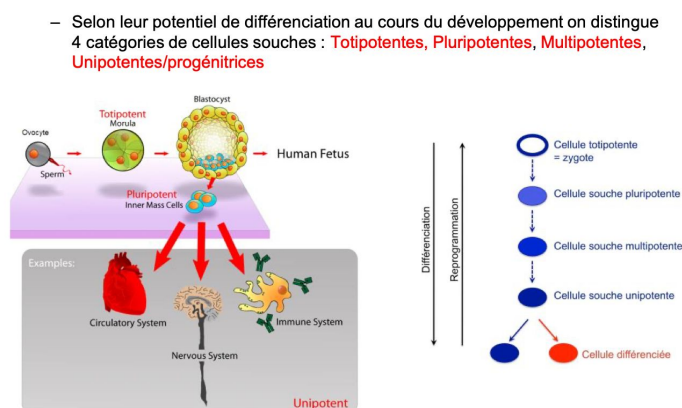 – Selon leur potentiel de différenciation au cours du développement on distingue
4 catégories de cellules souches : Totipotentes, Pluripotentes, Multipotentes,
Unipotentes/progénitrices
Blastocyst
Totipotent
Morula
Ovocyte
Sperm
Human Fetus
Pluripotent
Inner Mass Cells
Examples:
Circulatory System
Nervous System
Immune System
Unipotent
Différenciation
Reprogrammation
Cellule totipotente
= zygote
Cellule souche pluripotente
Cellule souche multipotente
Cellule souche unipotente
Cellule différenciée